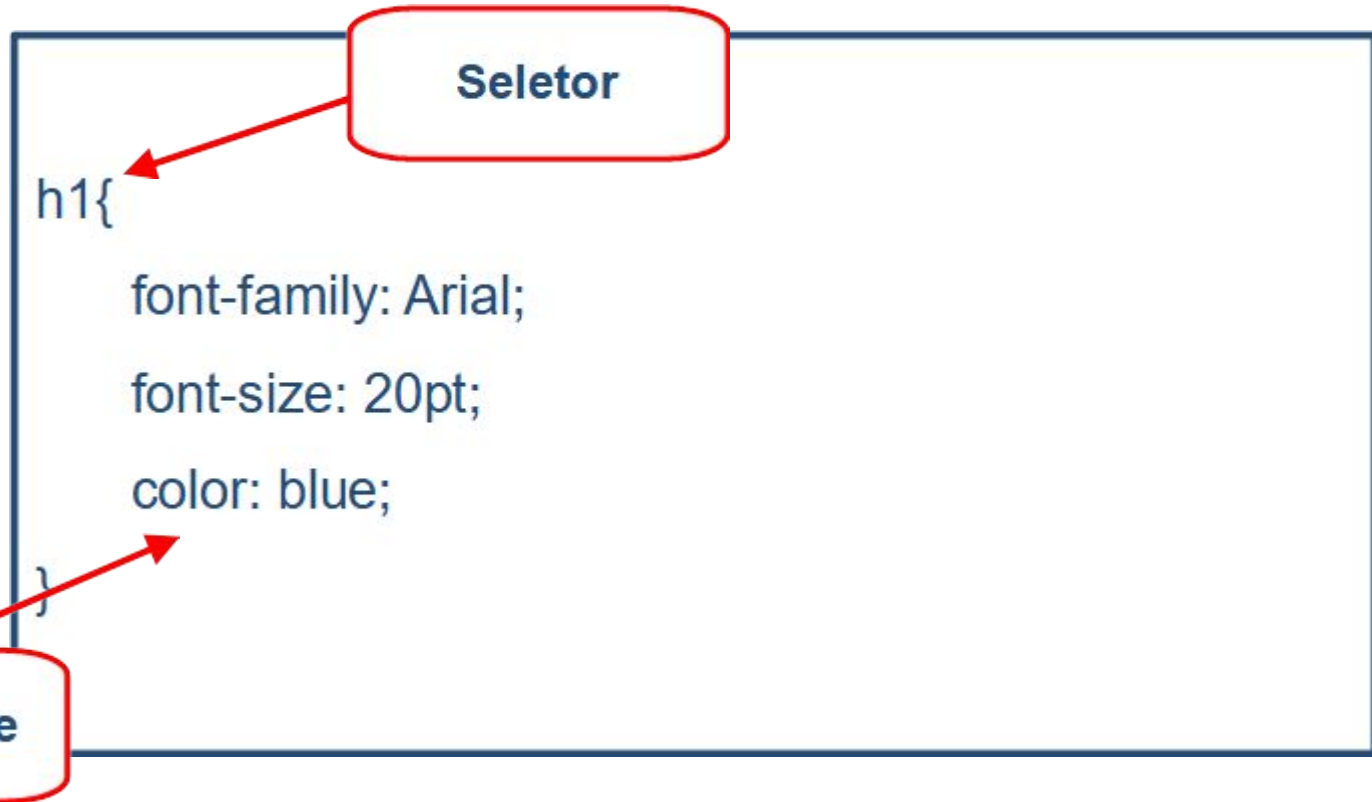 Seletor
h1{
font-family: Arial;
font-size: 20pt;
color: blue;
}